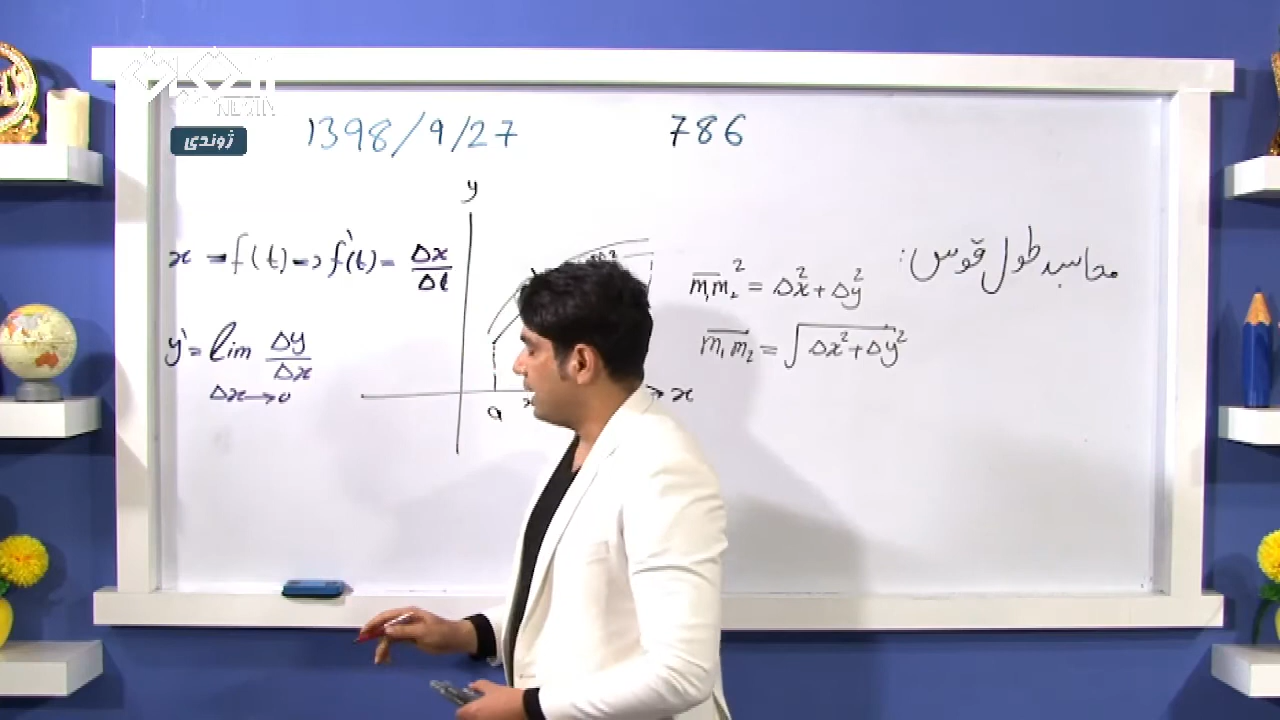 NEXIN
ژوندی
1398/9/27
786
محاسبه طول قوس:
x = f(t) => f'(t) = Δx/Δt
y' = lim Δy/Δx
Δx→0
y
a
x
m₁m₂² = Δx² + Δy²
m₁m₂ = √Δx² + Δy²